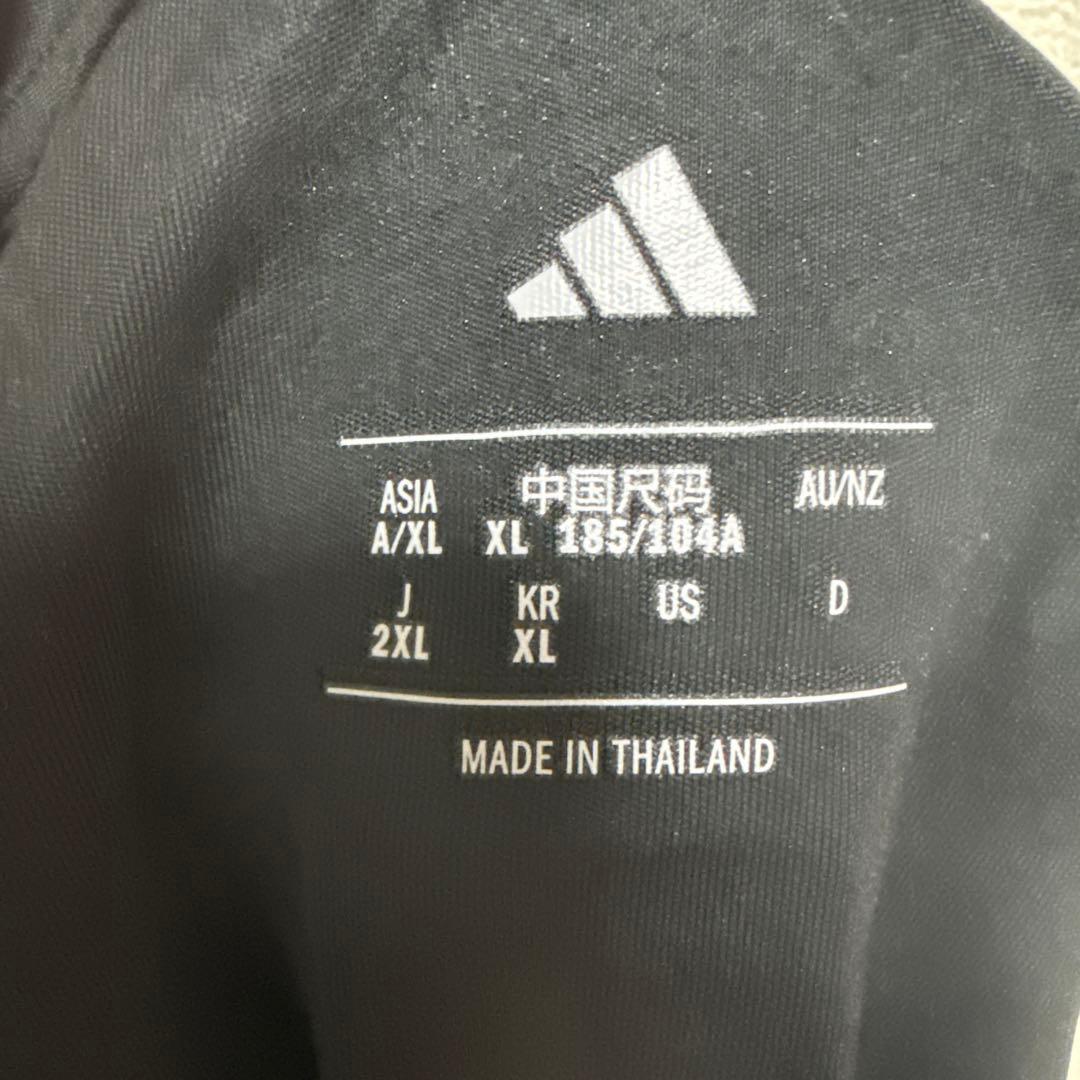 ASIA 中国尺码 AU/NZ
A/XL XL 185/104A
J KR US D
2XL XL
MADE IN THAILAND